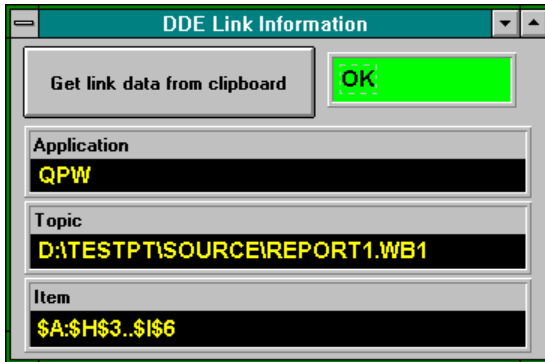 DDE Link Information
Get link data from clipboard
OK
Application
QPW
Topic
D:\TESTPT\SOURCE\REPORT1.WB1
Item
$A:$H$3..$I$6